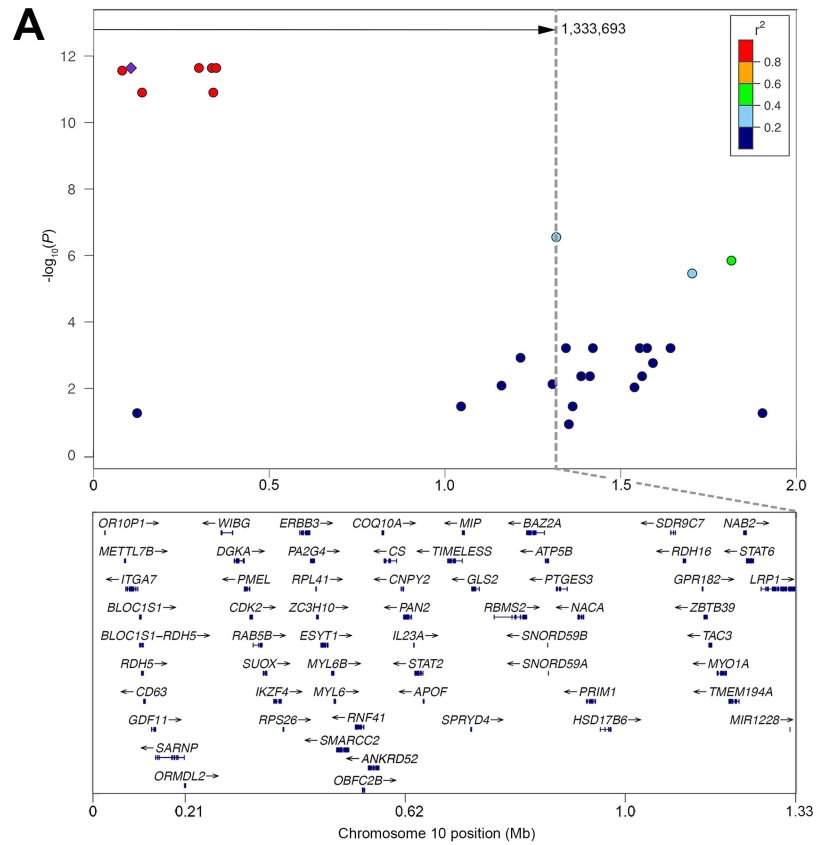 A
1,333,693
r2
0.8
0.6
0.4
0.2
12
10
8
6
4
2
0
-log10(P)
0 0.5 1.0 1.5 2.0
OR10P1→ ←WIBG ERBB3→ COQ10A→ ←MIP ←BAZ2A ←SDR9C7 NAB2→
METTL7B→ DGKA→ PA2G4→ ←CS ←TIMELESS ←ATP5B ←RDH16 ←STAT6
←ITGA7 ←PMEL RPL41→ ←CNPY2 ←GLS2 ←PTGES3 GPR182→ LRP1→
BLOC1S1→ CDK2→ ZC3H10→ ←PAN2 RBMS2→ ←NACA ←ZBTB39
BLOC1S1−RDH5→ RAB5B→ ESYT1→ IL23A→ ←SNORD59B ←TAC3
RDH5→ SUOX→ MYL6B→ ←STAT2 ←SNORD59A ←MYO1A
←CD63 IKZF4→ MYL6→ ←APOF ←PRIM1 ←TMEM194A
GDF11→ RPS26→ ←RNF41 SPRYD4→ HSD17B6→ MIR1228→
←SARNP ←SMARCC2 ←ANKRD52
ORMDL2→ OBFC2B→
0 0.21 0.62 1.0 1.33
Chromosome 10 position (Mb)